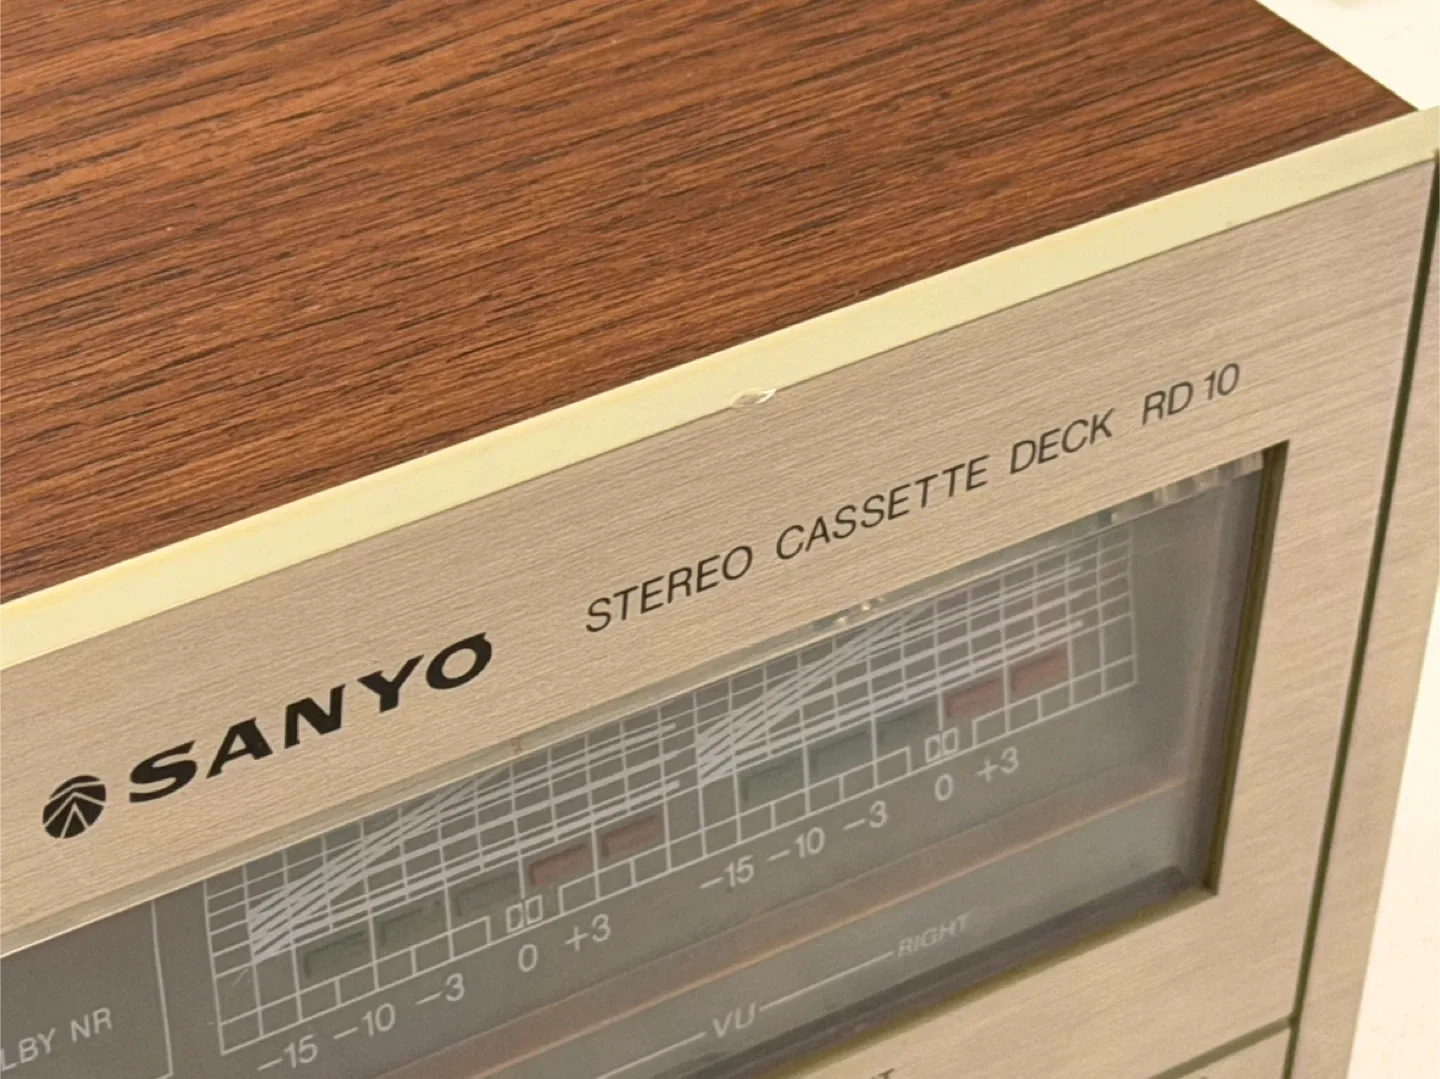 SANYO STEREO CASSETTE DECK RD 10
-15 -10 -3 0 +3
-15 -10 -3 0 +3
LBY NR
VU RIGHT